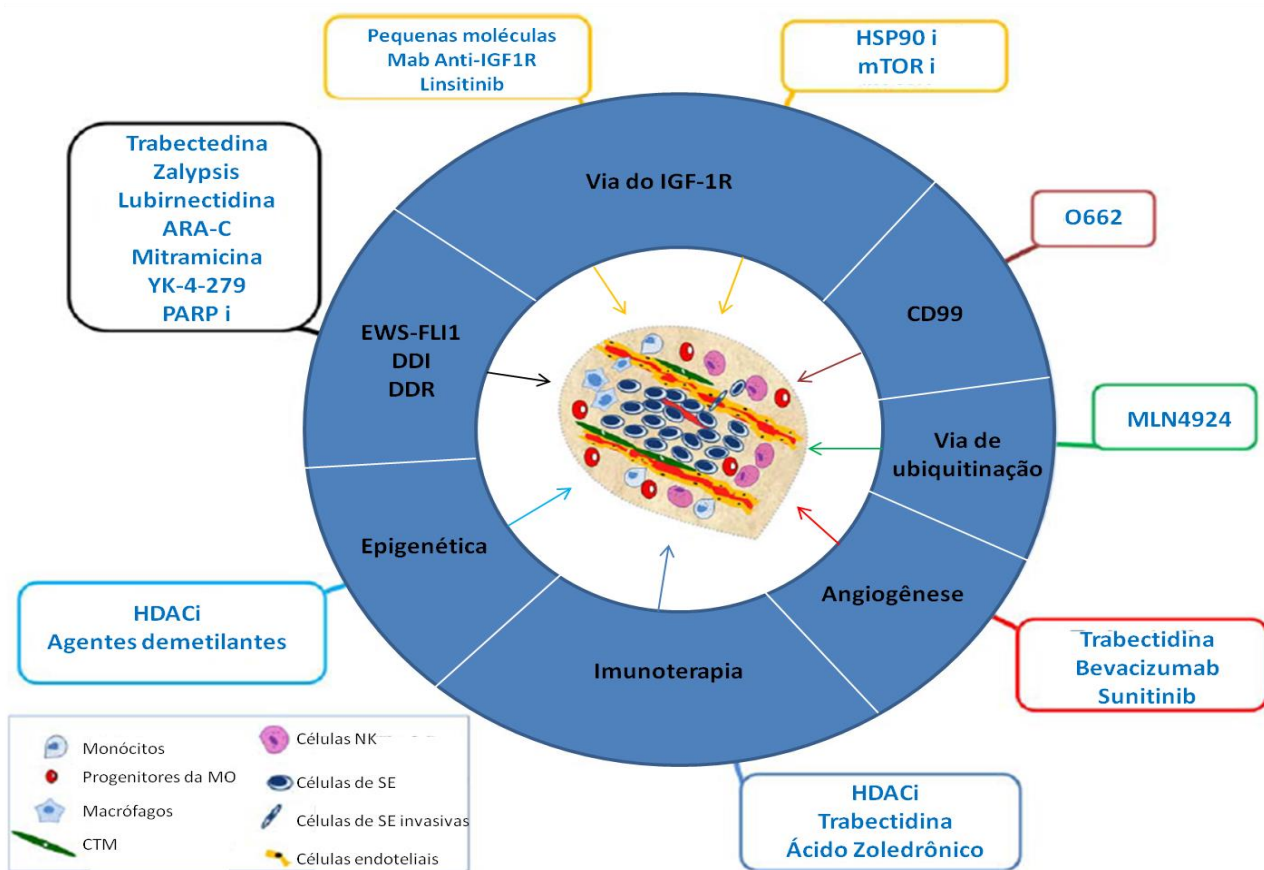 Pequenas moléculas
Mab Anti-IGF1R
Linsitinib
HSP90 i
mTOR i
Trabectedina
Zalypsis
Lubirnectidina
ARA-C
Mitramicina
YK-4-279
PARP i
Via do IGF-1R
O662
CD99
EWS-FLI1
DDI
DDR
MLN4924
Via de
ubiquitinação
Epigenética
Angiogênese
HDACi
Agentes demetilantes
Imunoterapia
Trabectidina
Bevacizumab
Sunitinib
Monócitos
Progenitores da MO
Macrófagos
CTM
Células NK
Células de SE
Células de SE invasivas
Células endoteliais
HDACi
Trabectidina
Ácido Zoledrônico